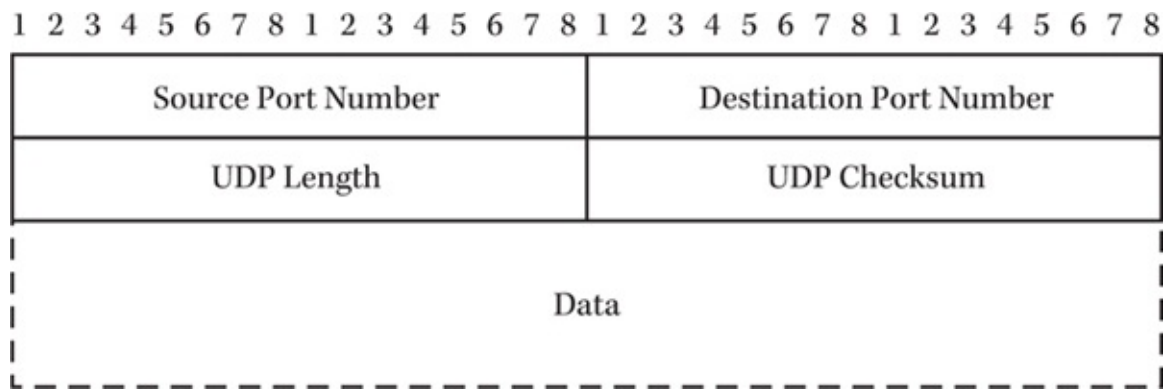 1 2 3 4 5 6 7 8 1 2 3 4 5 6 7 8 1 2 3 4 5 6 7 8 1 2 3 4 5 6 7 8
Source Port Number Destination Port Number
UDP Length UDP Checksum
Data